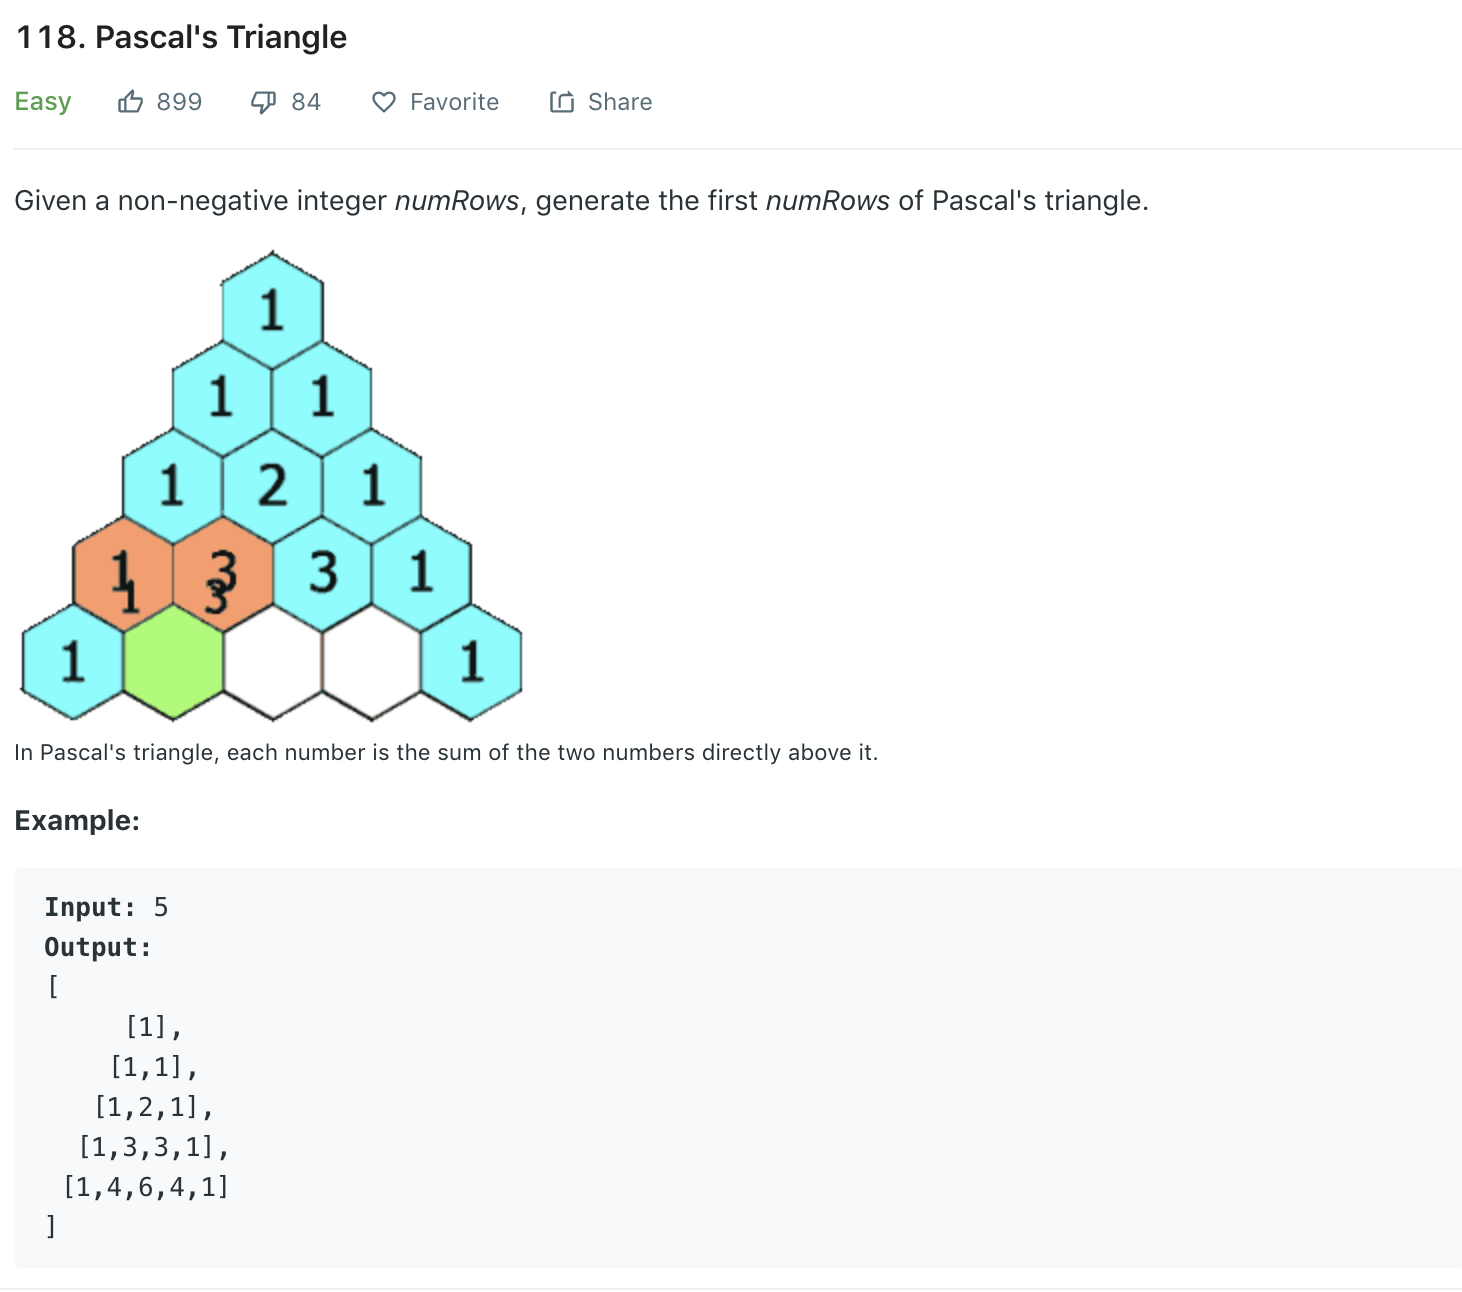 118. Pascal's Triangle
Easy 899 84 Favorite Share
Given a non-negative integer numRows, generate the first numRows of Pascal's triangle.
1
1 1
1 2 1
1 3 3 1
1 3
1 1
In Pascal's triangle, each number is the sum of the two numbers directly above it.
Example:
Input: 5
Output:
[
[1],
[1,1],
[1,2,1],
[1,3,3,1],
[1,4,6,4,1]
]